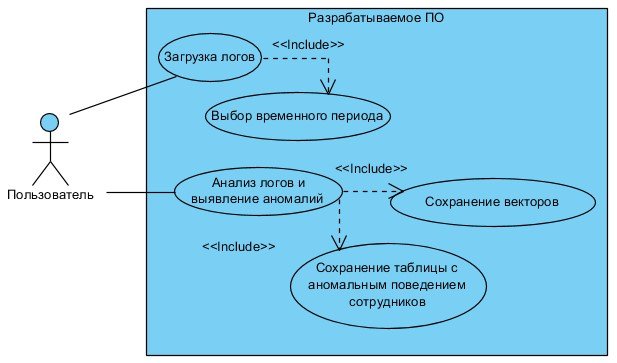 Разрабатываемое ПО
<<Include>>
Загрузка логов
Выбор временного периода
Пользователь
<<Include>>
Анализ логов и
выявление аномалий
Сохранение векторов
<<Include>>
Сохранение таблицы с
аномальным поведением
сотрудников